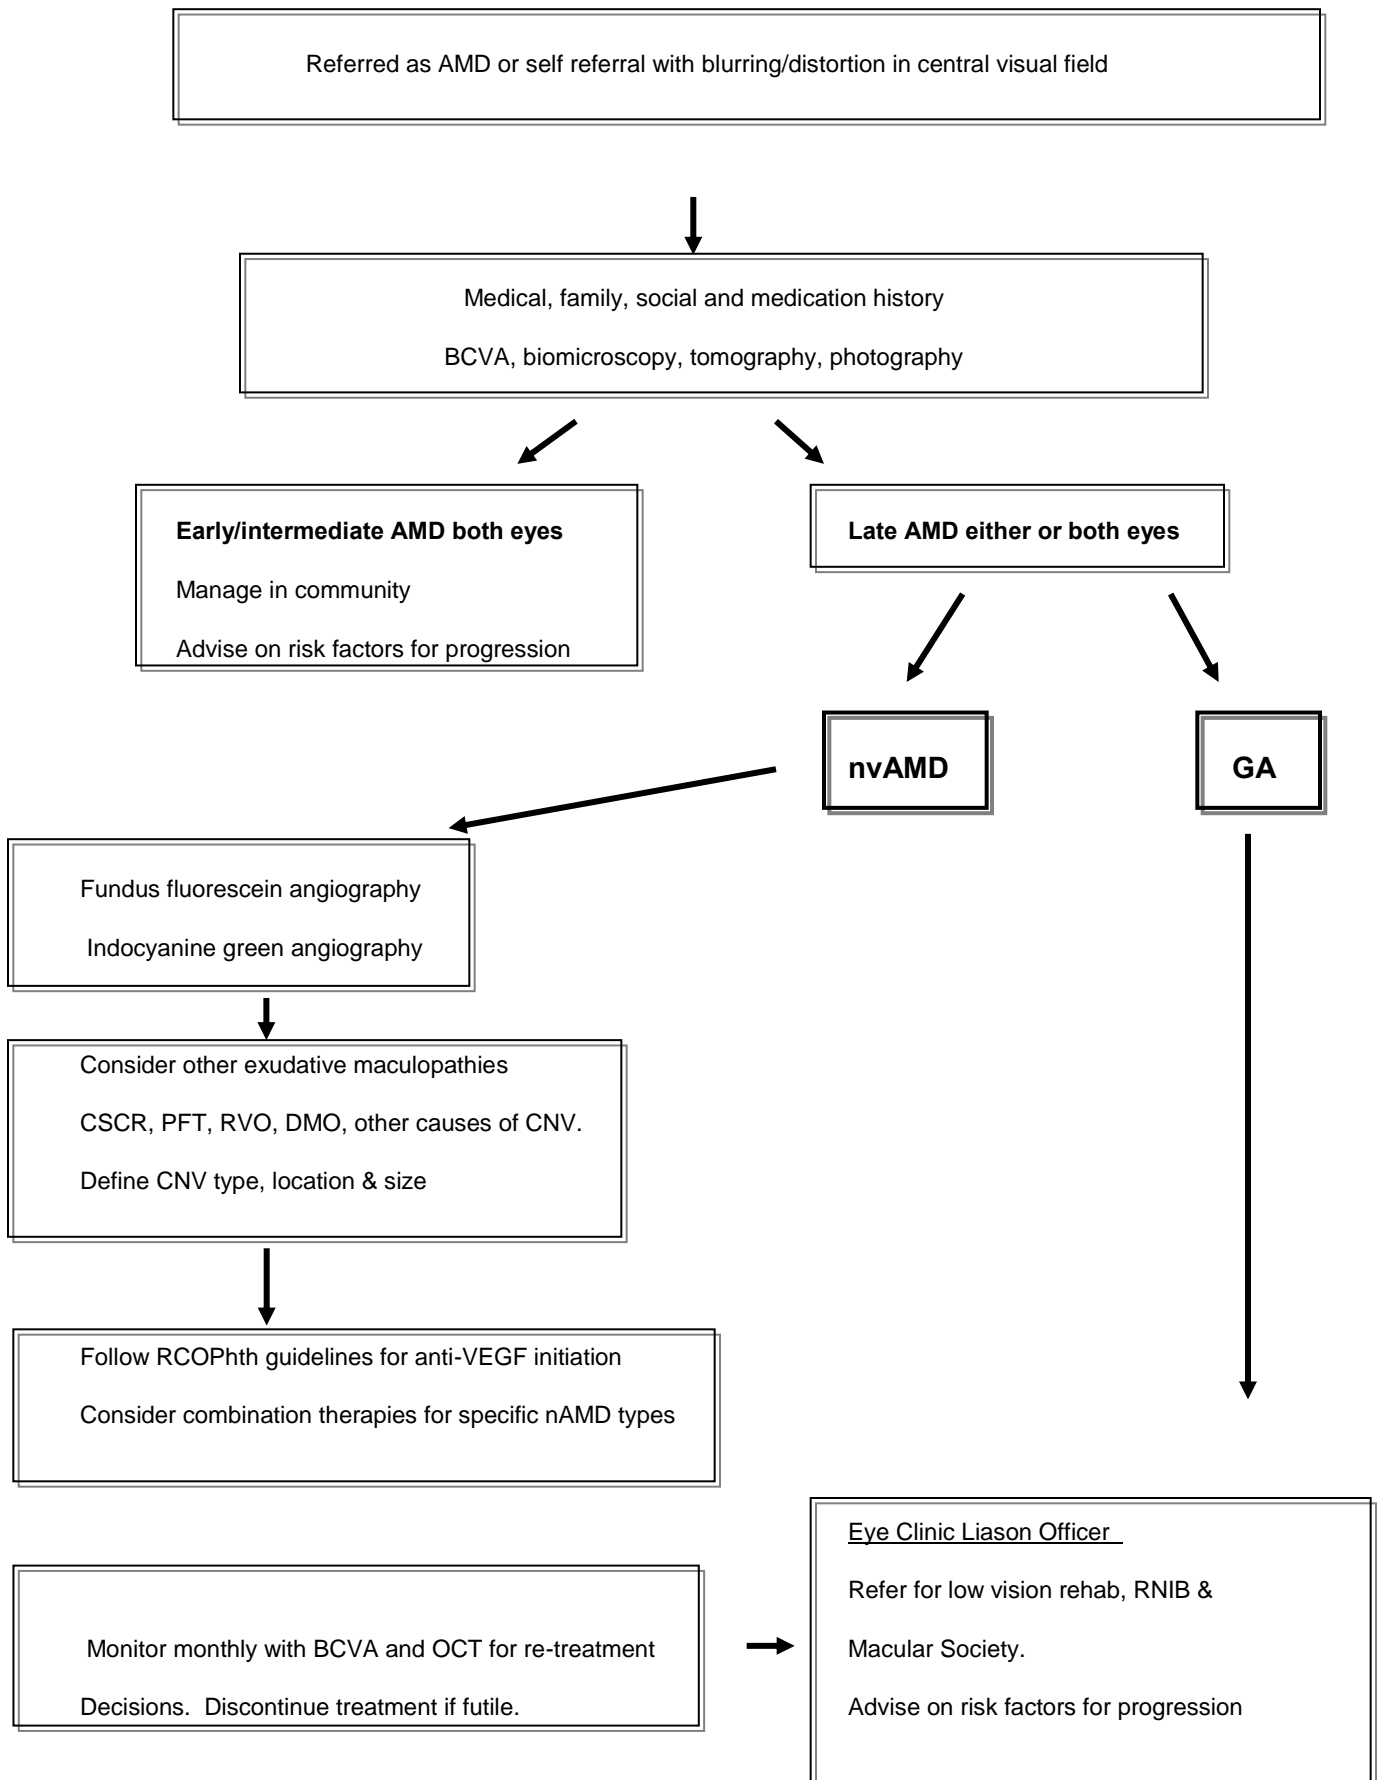 Referred as AMD or self referral with blurring/distortion in central visual field
Medical, family, social and medication history
BCVA, biomicroscopy, tomography, photography
Early/intermediate AMD both eyes
Manage in community
Advise on risk factors for progression
Late AMD either or both eyes
nvAMD
GA
Fundus fluorescein angiography
Indocyanine green angiography
Consider other exudative maculopathies
CSCR, PFT, RVO, DMO, other causes of CNV.
Define CNV type, location & size
Follow RCOPhth guidelines for anti-VEGF initiation
Consider combination therapies for specific nAMD types
Monitor monthly with BCVA and OCT for re-treatment
Decisions.  Discontinue treatment if futile.
Eye Clinic Liason Officer
Refer for low vision rehab, RNIB &
Macular Society.
Advise on risk factors for progression